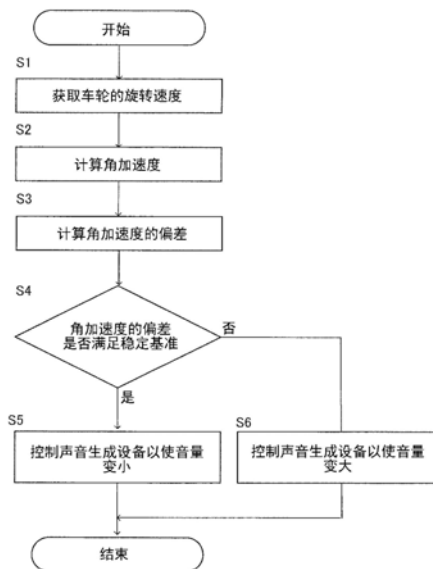 开始
S1
获取车轮的旋转速度
S2
计算角加速度
S3
计算角加速度的偏差
S4
角加速度的偏差
是否满足稳定基准
否
是
S5
控制声音生成设备以使音量
变小
S6
控制声音生成设备以使音量
变大
结束